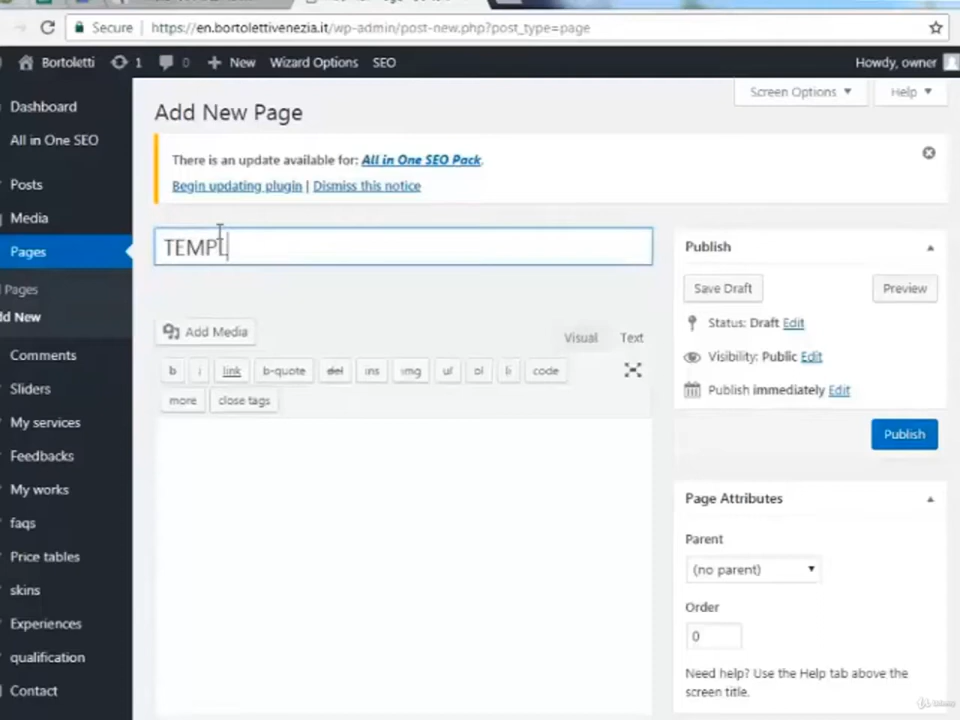 Secure https://en.bortolettivenezia.it/wp-admin/post-new.php?post_type=page
Bortoletti 1 0 New Wizard Options SEO Howdy, owner
Dashboard
All in One SEO
Posts
Media
Pages
Pages
dd New
Comments
Sliders
My services
Feedbacks
My works
faqs
Price tables
skins
Experiences
qualification
Contact
Screen Options Help
Add New Page
There is an update available for: All in One SEO Pack.
Begin updating plugin | Dismiss this notice
TEMPL
Add Media Visual Text
b i link b-quote del ins img ul ol li code
more close tags
Publish
Save Draft Preview
Status: Draft Edit
Visibility: Public Edit
Publish immediately Edit
Publish
Page Attributes
Parent
(no parent)
Order
0
Need help? Use the Help tab above the
screen title.